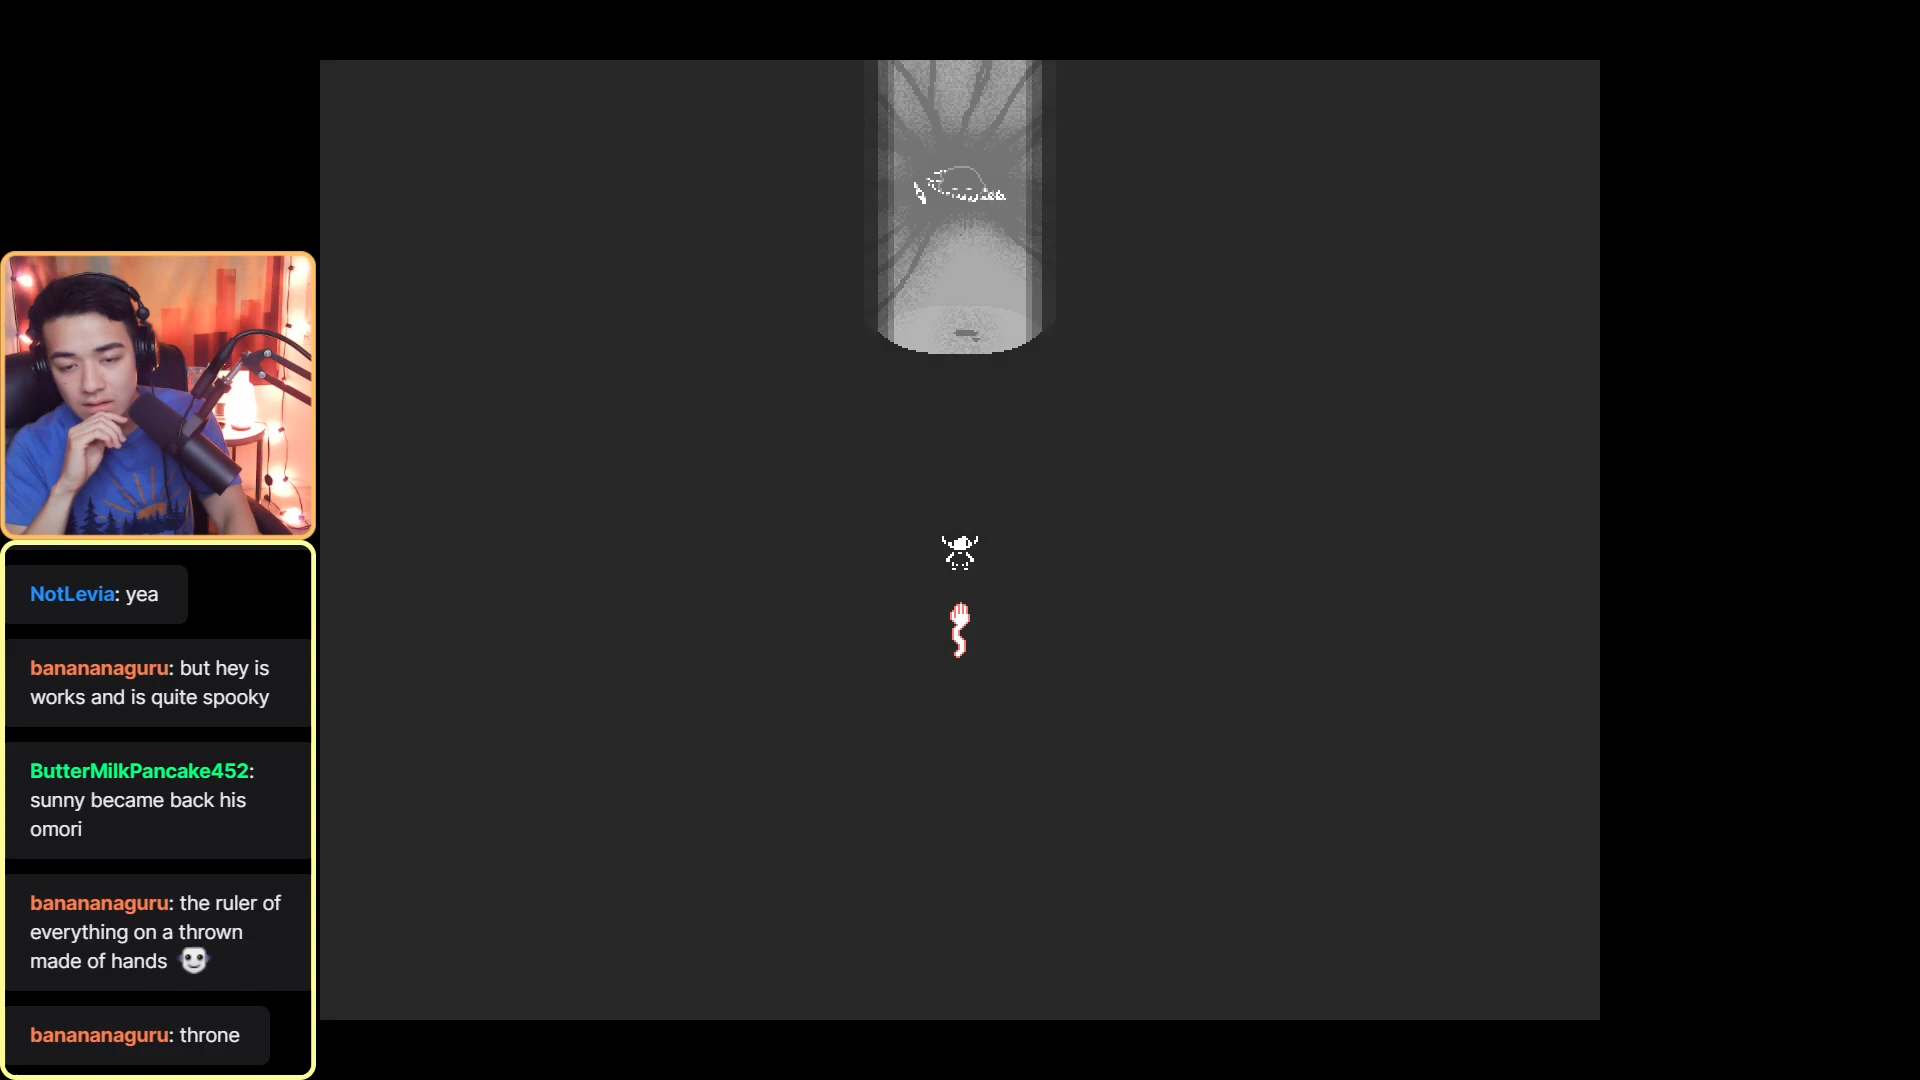 NotLevia: yea
banananaguru: but hey is
works and is quite spooky
ButterMilkPancake452:
sunny became back his
omori
banananaguru: the ruler of
everything on a thrown
made of hands
banananaguru: throne